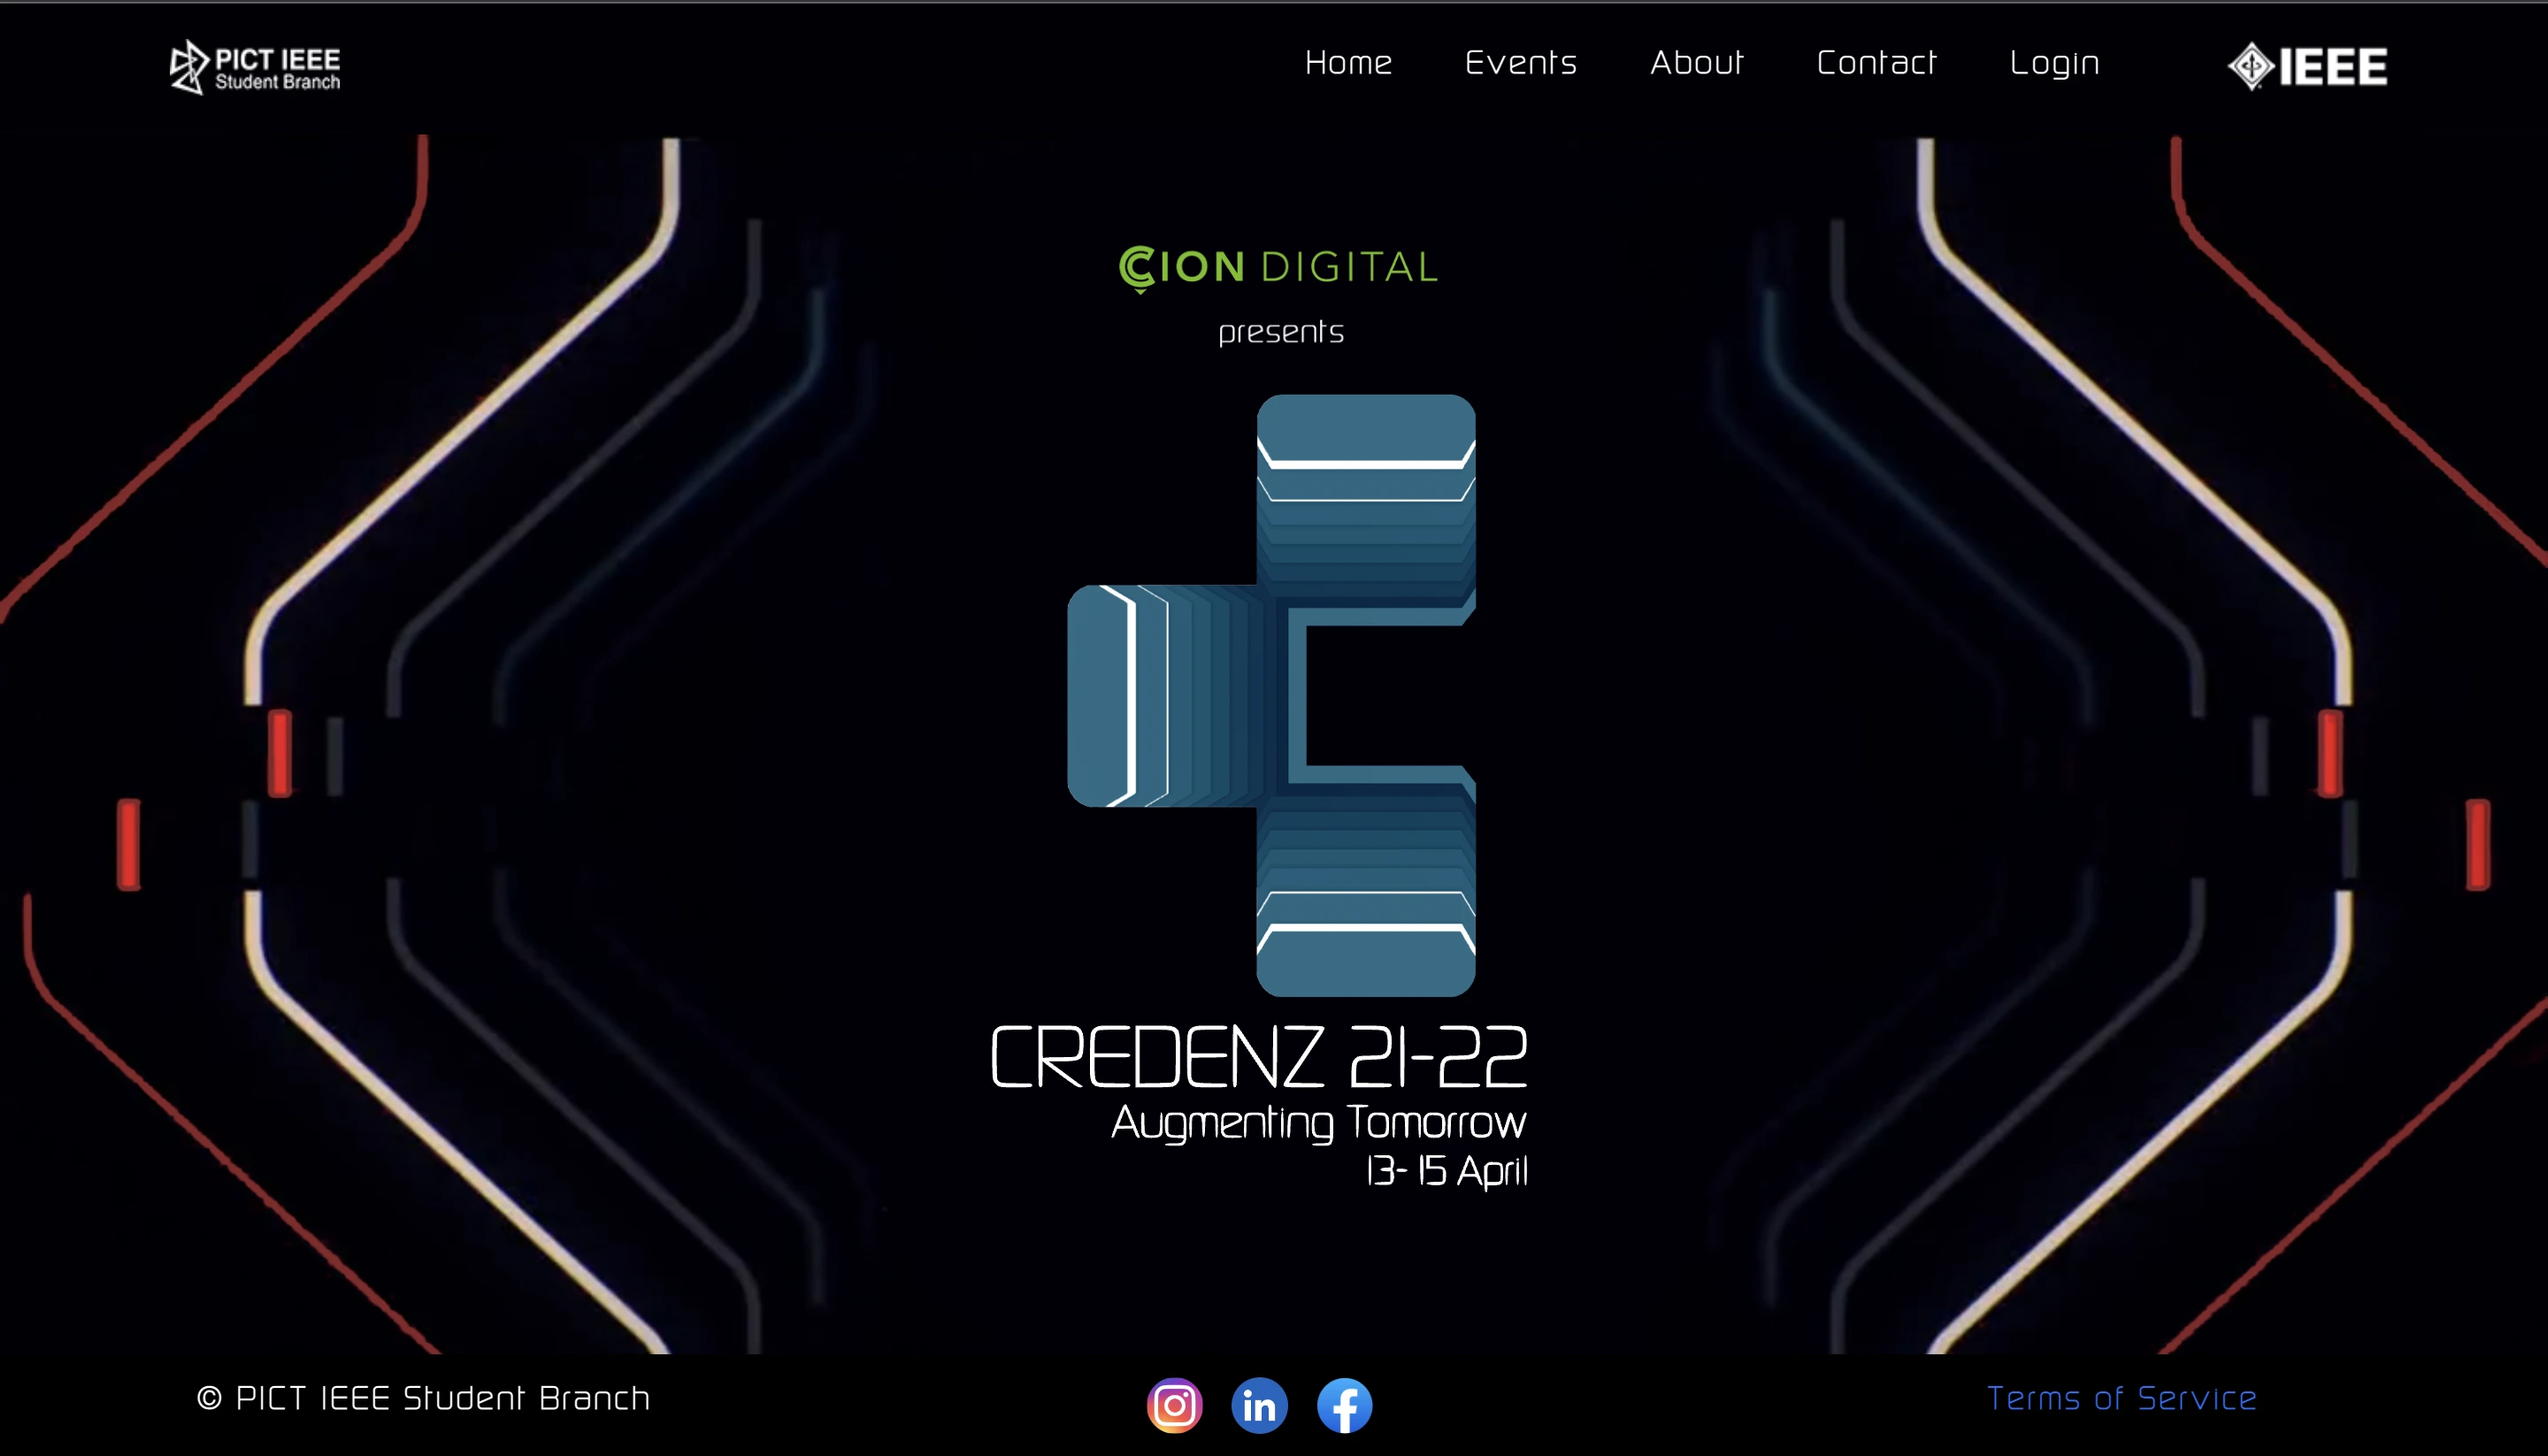 PICT IEEE
Student Branch
Home Events About Contact Login
IEEE
CION DIGITAL
presents
CREDENZ 21-22
Augmenting Tomorrow
13- 15 April
© PICT IEEE Student Branch
in
f
Terms of Service